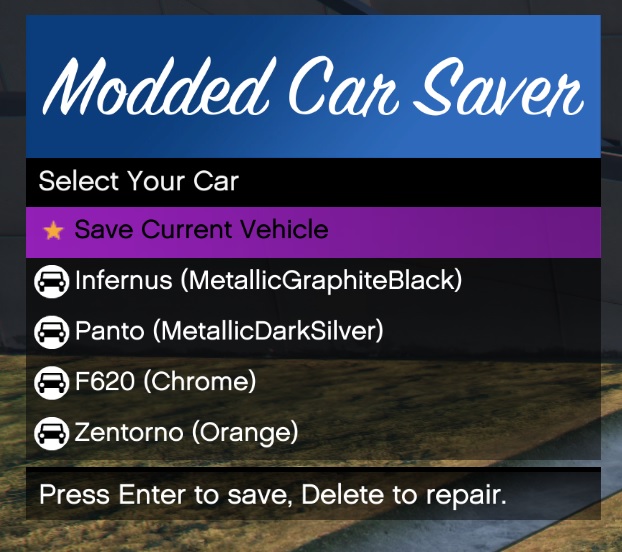 Modded Car Saver
Select Your Car
Save Current Vehicle
Infernus (MetallicGraphiteBlack)
Panto (MetallicDarkSilver)
F620 (Chrome)
Zentorno (Orange)
Press Enter to save, Delete to repair.